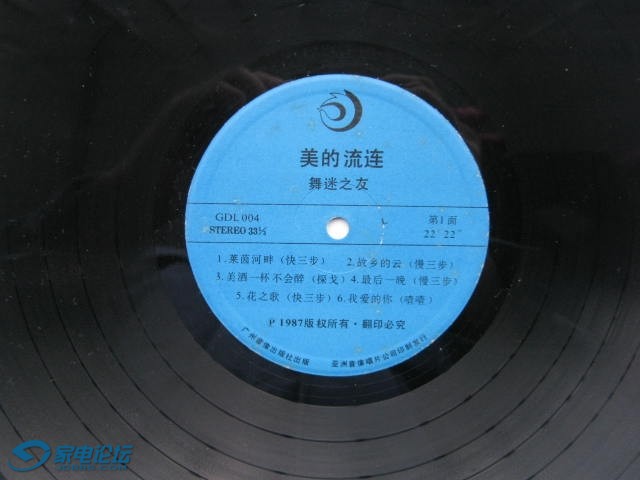 美的流连
舞迷之友
GDL 004 第1面
STEREO 33⅓ 22′22″
1.莱茵河畔（快三步） 2.故乡的云（慢三步）
3.美酒一杯不会醉（探戈）4.最后一晚（慢三步）
5.花之歌（快三步）6.我爱的你（喳喳）
℗ 1987版权所有·翻印必究
广州音像出版社出版 亚洲音像唱片公司印制发行
家电论坛